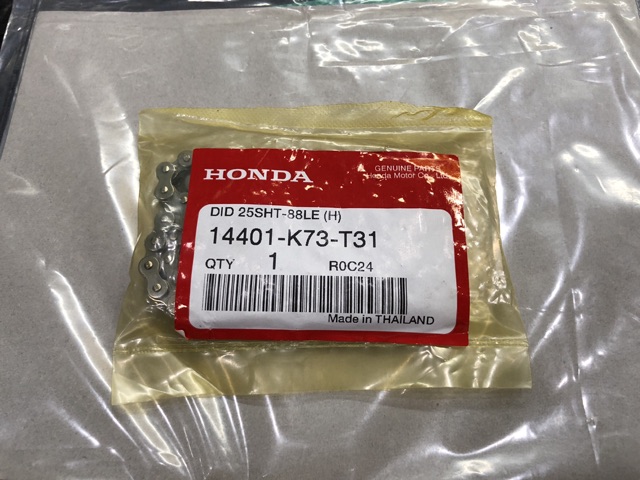 HONDA
GENUINE PARTS
Honda Motor Co., Ltd.
DID 25SHT-88LE (H)
14401-K73-T31
QTY 1 R0C24
Made in THAILAND